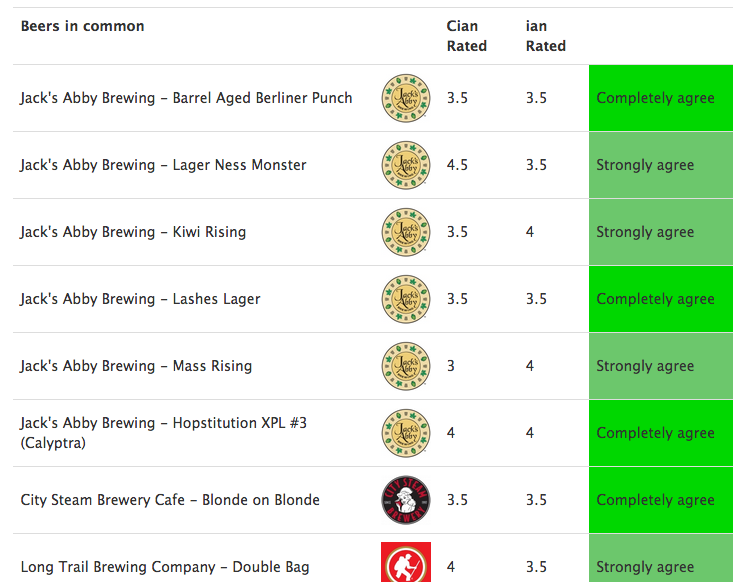 Beers in common
Cian Rated
ian Rated
Jack's Abby Brewing – Barrel Aged Berliner Punch
Jack's Abby
3.5
3.5
Completely agree
Jack's Abby Brewing – Lager Ness Monster
Jack's Abby
4.5
3.5
Strongly agree
Jack's Abby Brewing – Kiwi Rising
Jack's Abby
3.5
4
Strongly agree
Jack's Abby Brewing – Lashes Lager
Jack's Abby
3.5
3.5
Completely agree
Jack's Abby Brewing – Mass Rising
Jack's Abby
3
4
Strongly agree
Jack's Abby Brewing – Hopstitution XPL #3
(Calyptra)
Jack's Abby
4
4
Completely agree
City Steam Brewery Cafe – Blonde on Blonde
CITY STEAM
BREWERY
3.5
3.5
Completely agree
Long Trail Brewing Company – Double Bag
4
3.5
Strongly agree